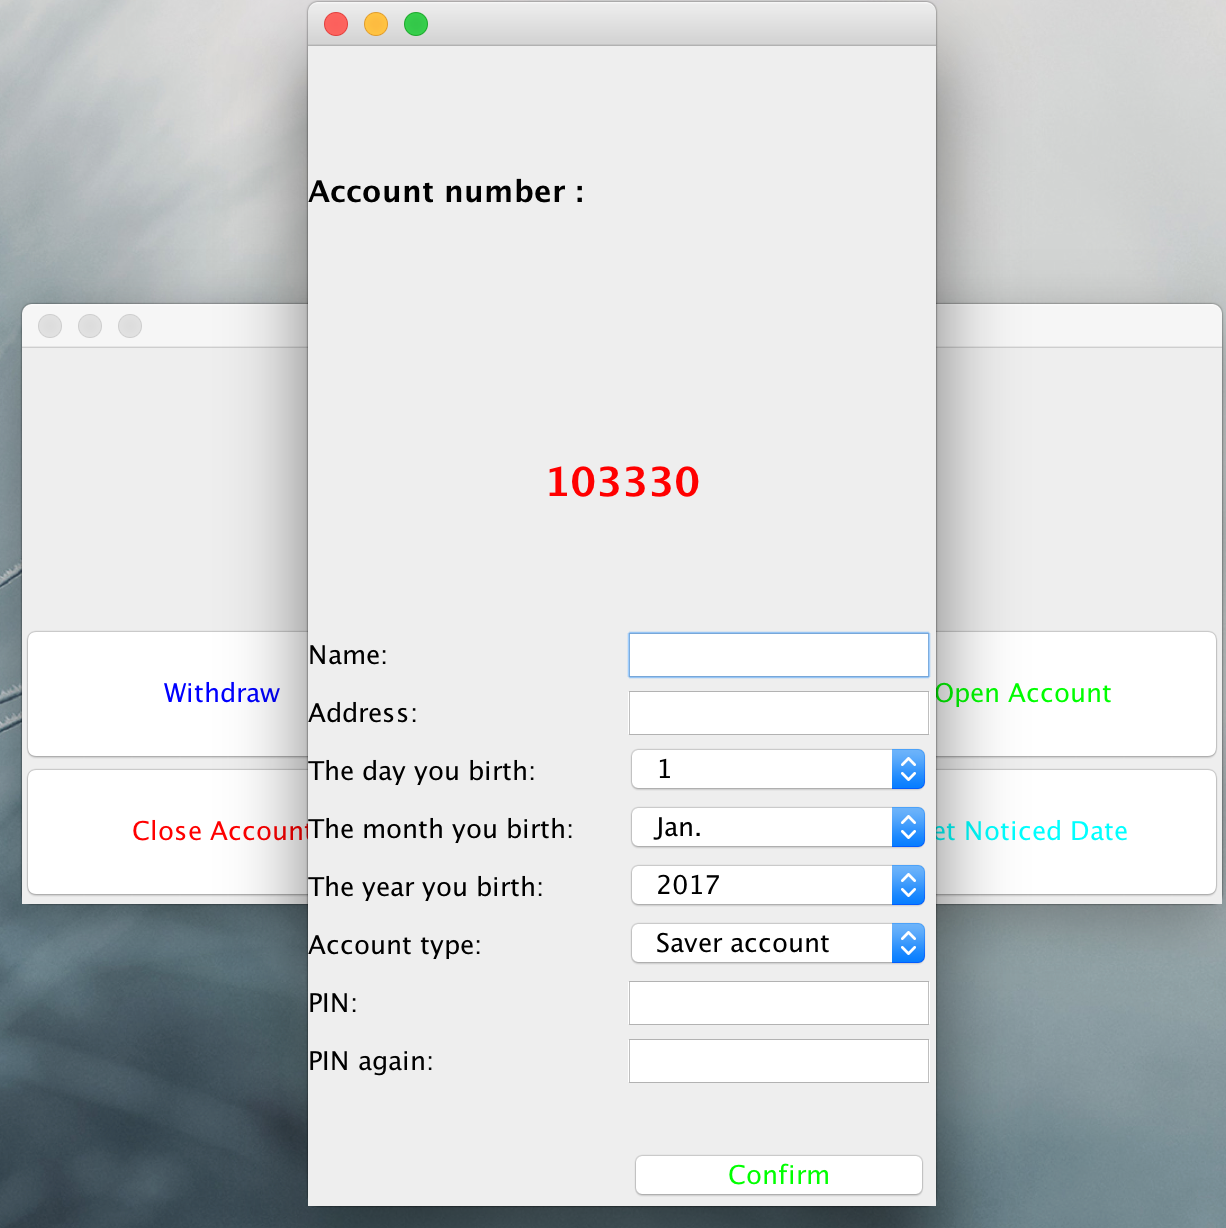 Account number :
103330
Name:
Address:
The day you birth:
1
The month you birth:
Jan.
The year you birth:
2017
Account type:
Saver account
PIN:
PIN again:
Confirm
Withdraw
Open Account
Close Account
et Noticed Date